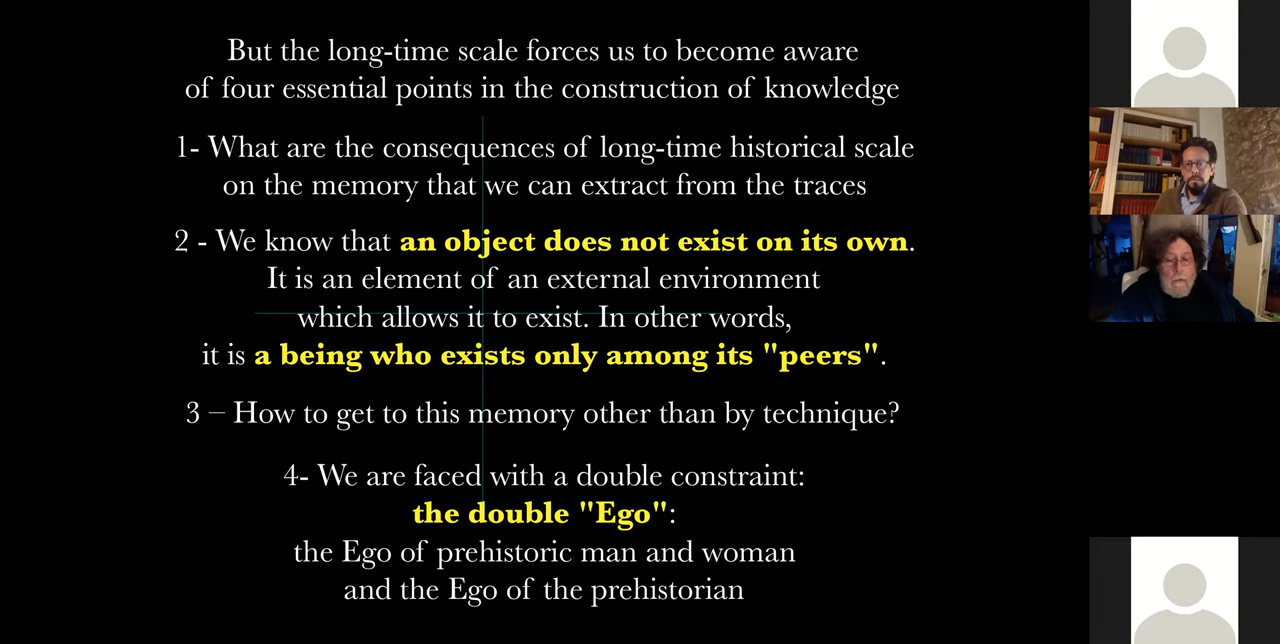 But the long-time scale forces us to become aware
of four essential points in the construction of knowledge
1- What are the consequences of long-time historical scale
on the memory that we can extract from the traces
2 - We know that an object does not exist on its own.
It is an element of an external environment
which allows it to exist. In other words,
it is a being who exists only among its "peers".
3 – How to get to this memory other than by technique?
4- We are faced with a double constraint:
the double "Ego":
the Ego of prehistoric man and woman
and the Ego of the prehistorian